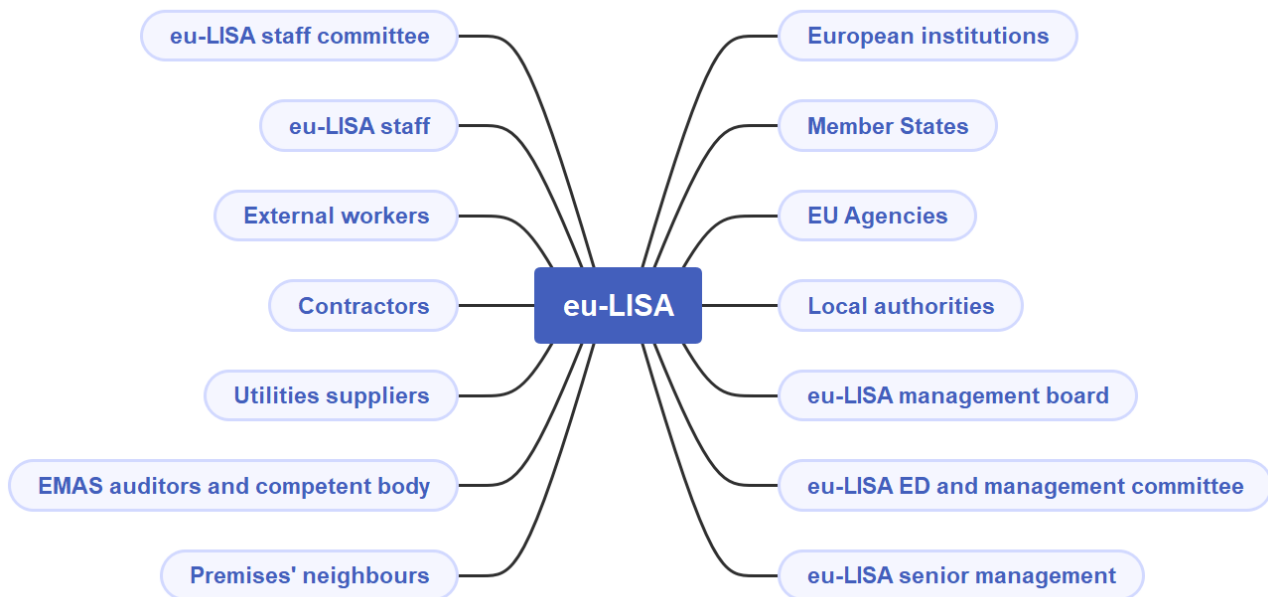 eu-LISA staff committee
eu-LISA staff
External workers
Contractors
Utilities suppliers
EMAS auditors and competent body
Premises' neighbours
eu-LISA
European institutions
Member States
EU Agencies
Local authorities
eu-LISA management board
eu-LISA ED and management committee
eu-LISA senior management